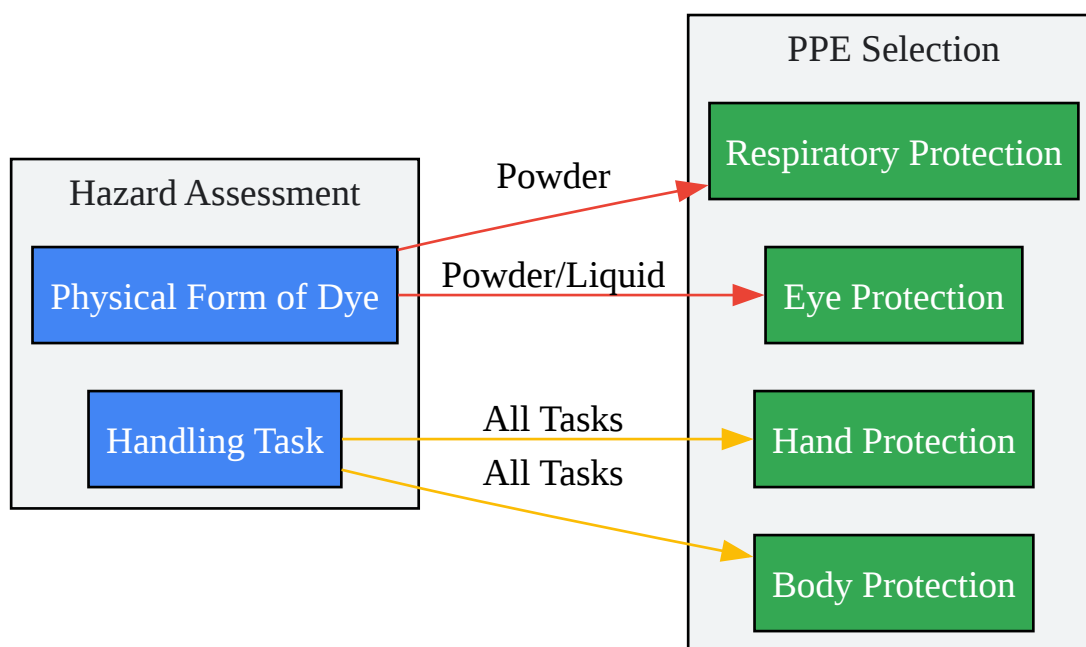 Hazard Assessment
Physical Form of Dye
Handling Task
Powder
Powder/Liquid
All Tasks
All Tasks
PPE Selection
Respiratory Protection
Eye Protection
Hand Protection
Body Protection